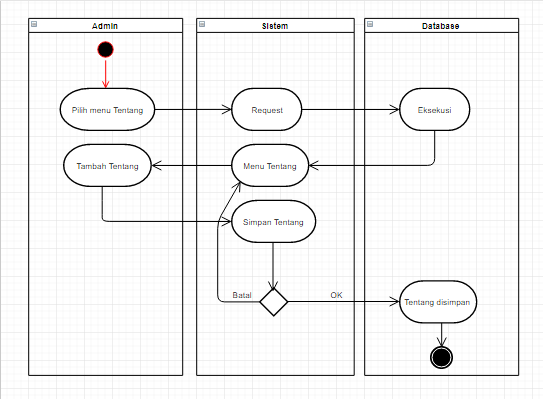 Admin
Sistem
Database
Pilih menu Tentang
Request
Eksekusi
Tambah Tentang
Menu Tentang
Simpan Tentang
Batal
OK
Tentang disimpan